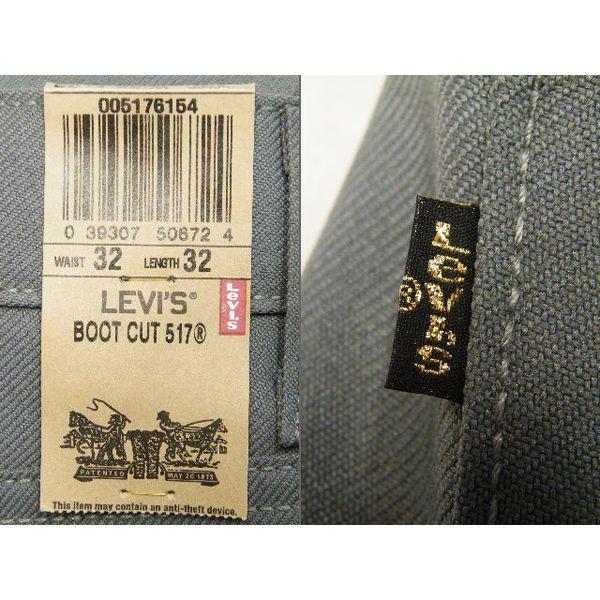 005176154
0 39307 50672 4
WAIST 32 LENGTH 32
LEVI'S®
BOOT CUT 517®
LEVI'S
PATENTED MAY 20 1873
This item may contain an anti-theft device.
LEVI'S
®